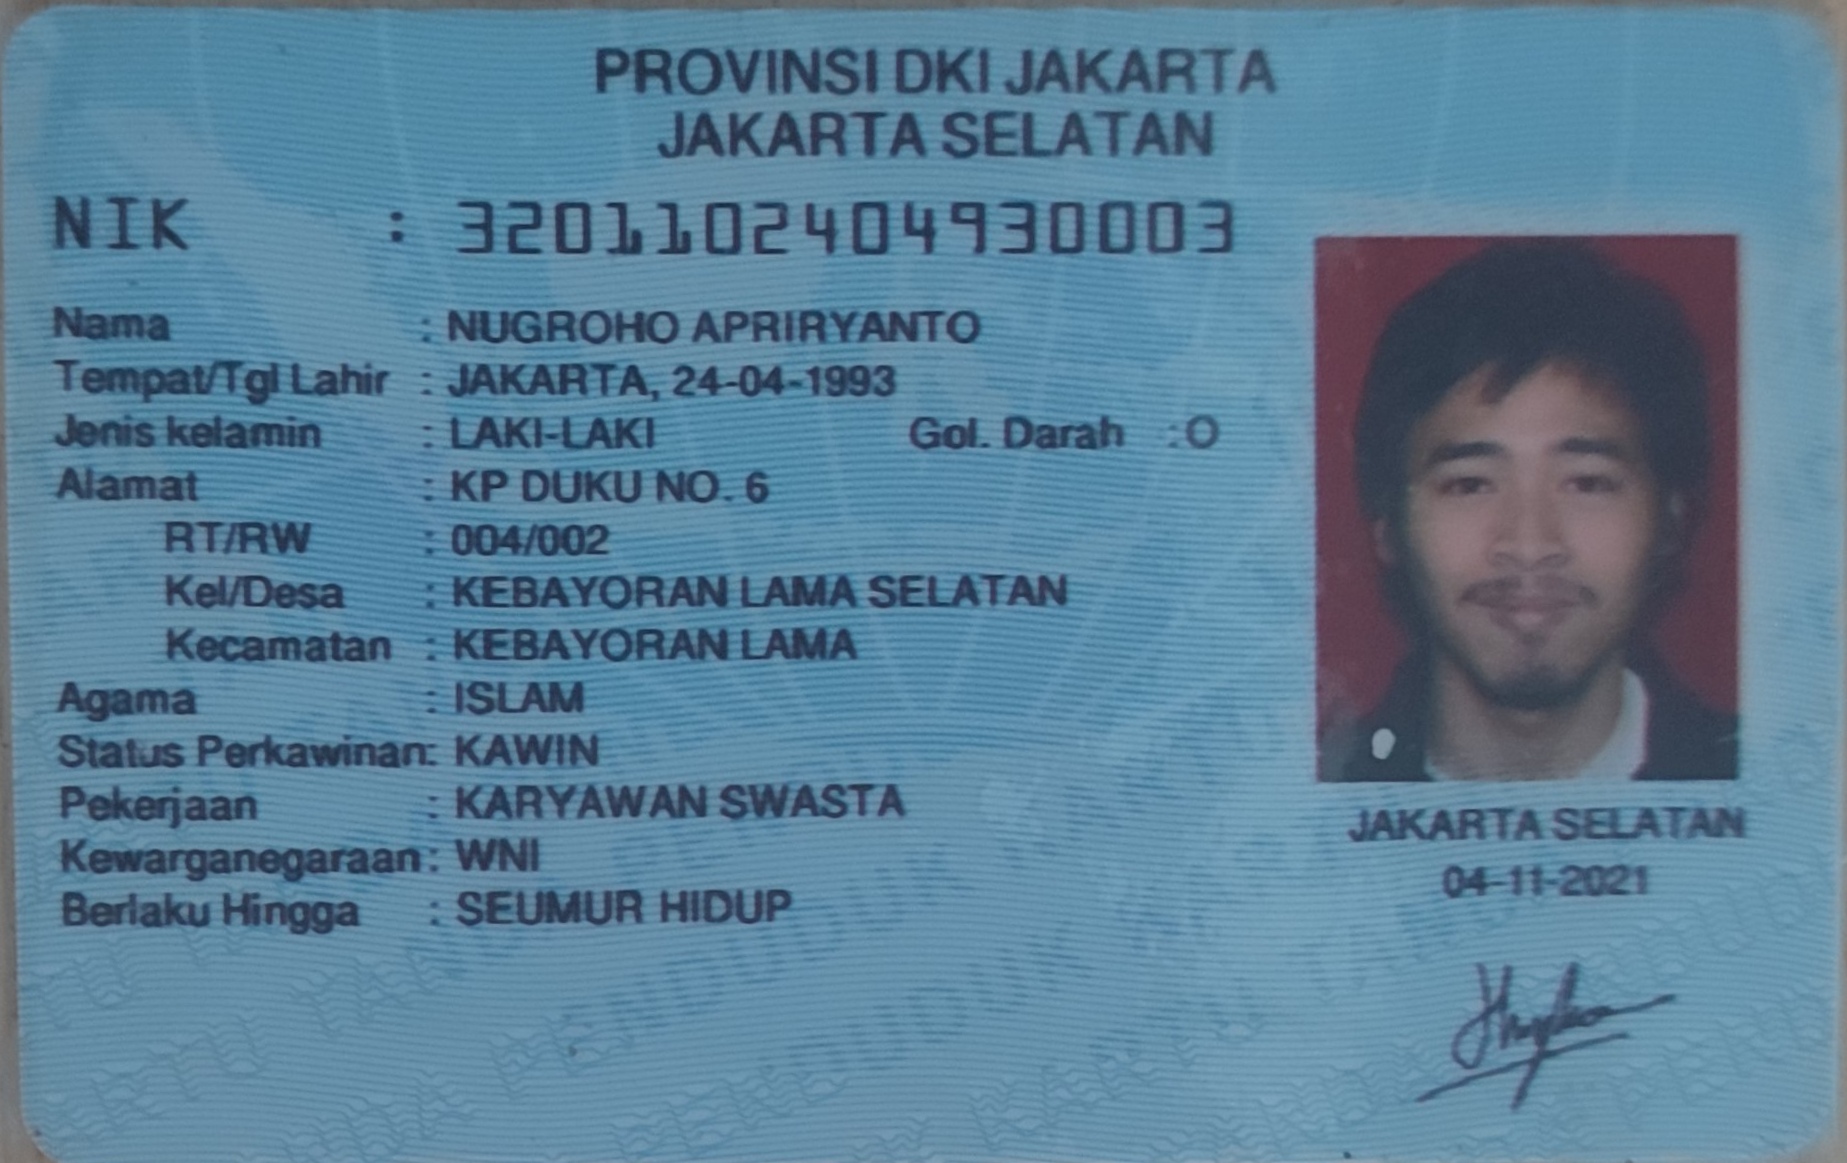 PROVINSI DKI JAKARTA
JAKARTA SELATAN
NIK : 3201102404930003
Nama : NUGROHO APRIRYANTO
Tempat/Tgl Lahir : JAKARTA, 24-04-1993
Jenis kelamin : LAKI-LAKI Gol. Darah :O
Alamat : KP DUKU NO. 6
RT/RW : 004/002
Kel/Desa : KEBAYORAN LAMA SELATAN
Kecamatan : KEBAYORAN LAMA
Agama : ISLAM
Status Perkawinan: KAWIN
Pekerjaan : KARYAWAN SWASTA
Kewarganegaraan: WNI
Berlaku Hingga : SEUMUR HIDUP
JAKARTA SELATAN
04-11-2021